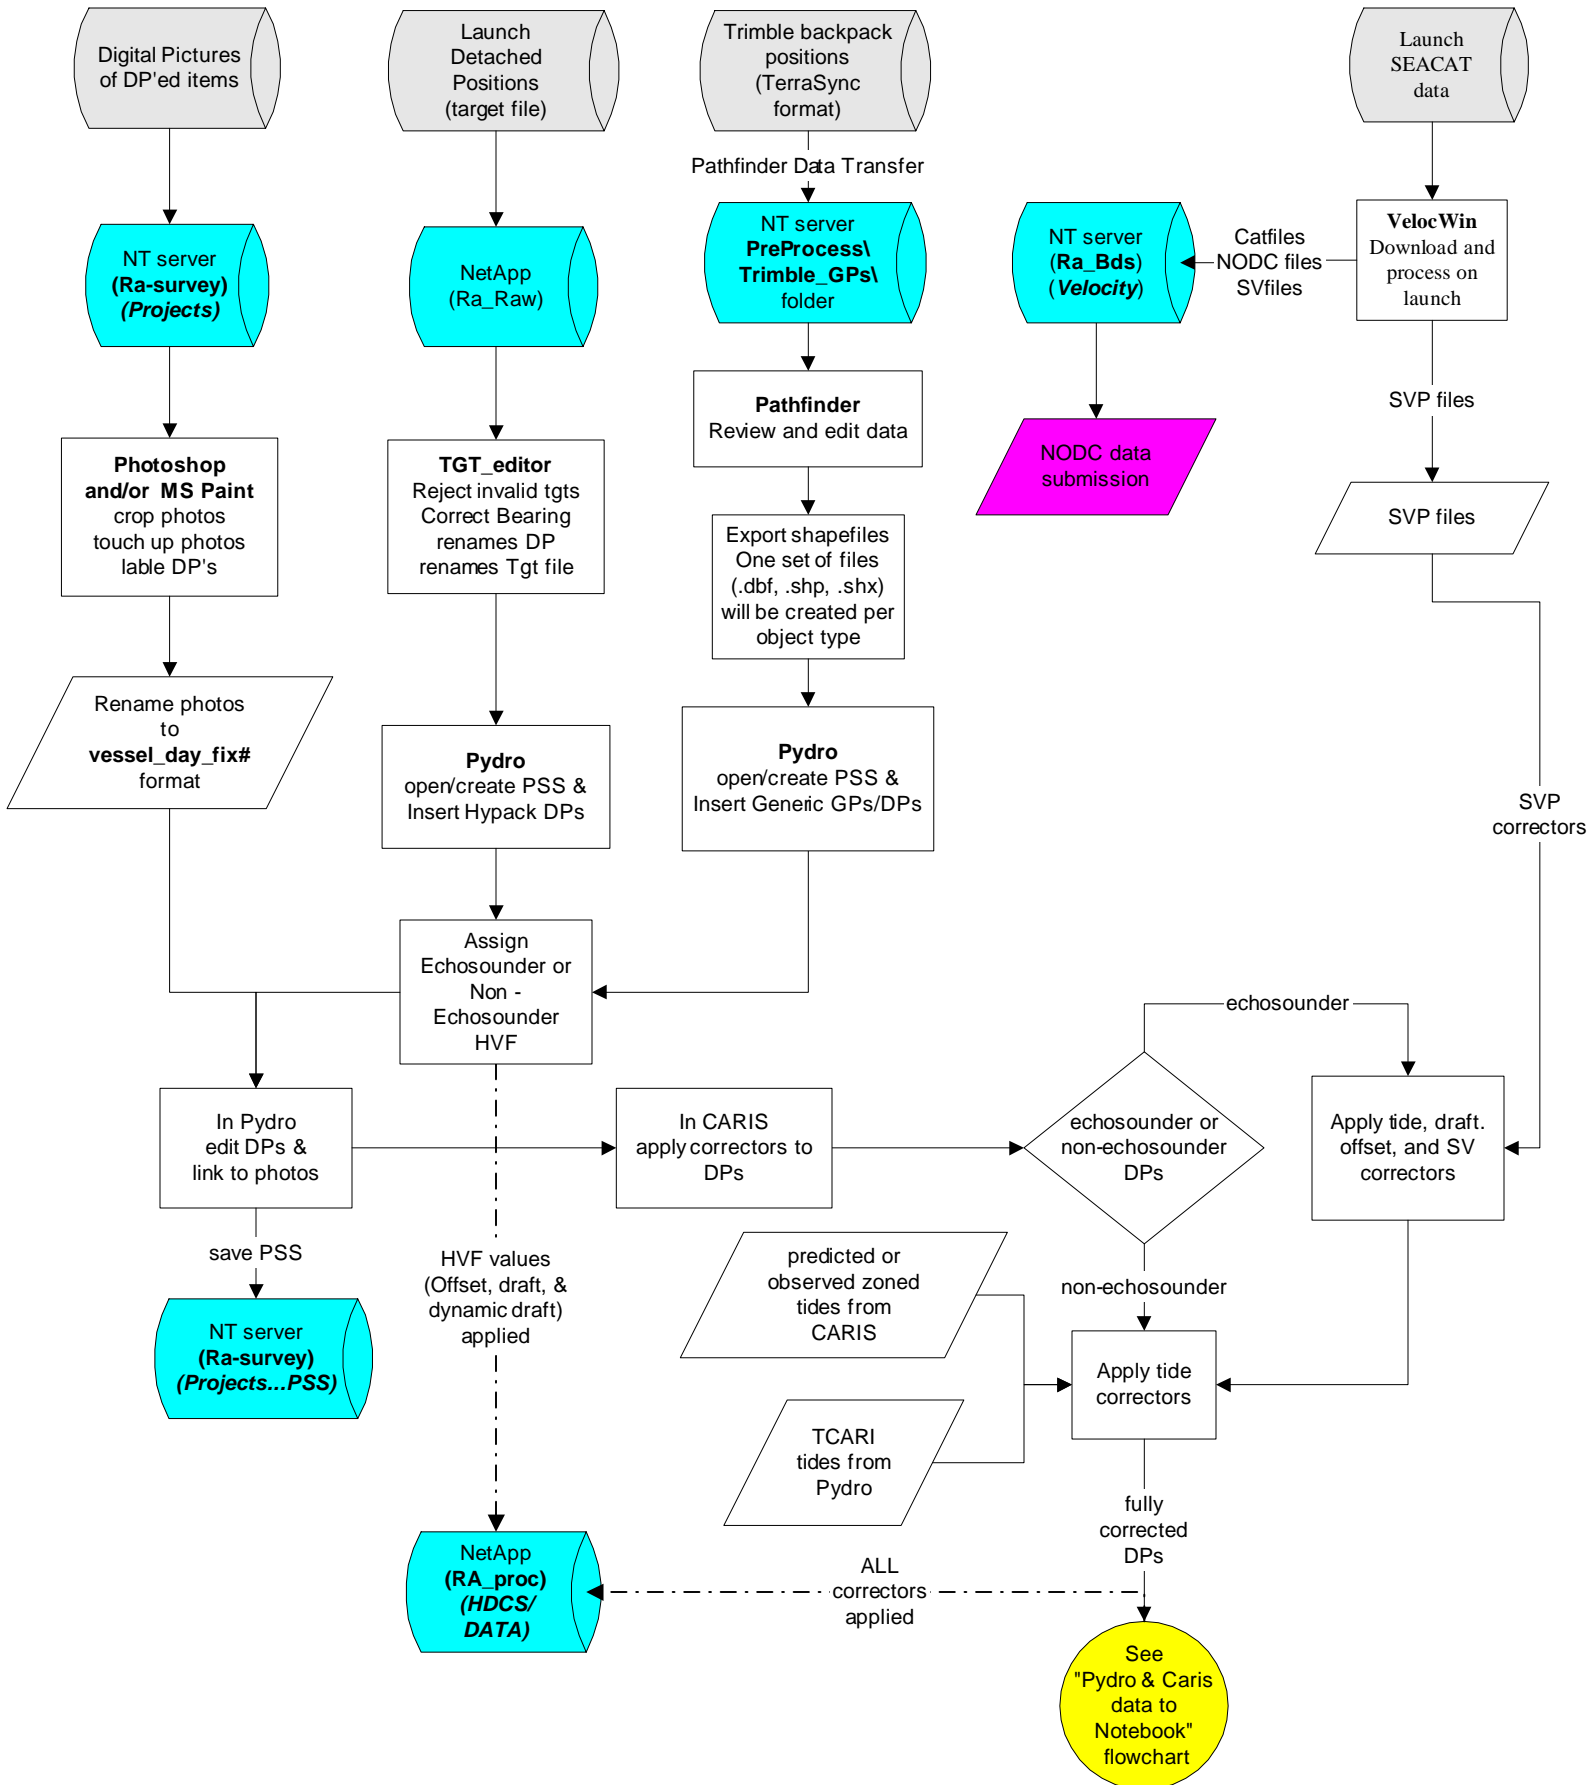 Digital Pictures
of DP'ed items
Launch
Detached
Positions
(target file)
Trimble backpack
positions
(TerraSync
format)
Launch
SEACAT
data
Pathfinder Data Transfer
NT server
(Ra-survey)
(Projects)
NetApp
(Ra_Raw)
NT server
PreProcess\
Trimble_GPs\
folder
NT server
(Ra_Bds)
(Velocity)
Catfiles
NODC files
SVfiles
VelocWin
Download and
process on
launch
Photoshop
and/or MS Paint
crop photos
touch up photos
lable DP's
TGT_editor
Reject invalid tgts
Correct Bearing
renames DP
renames Tgt file
Pathfinder
Review and edit data
NODC data
submission
SVP files
SVP files
Export shapefiles
One set of files
(.dbf, .shp, .shx)
will be created per
object type
Rename photos
to
vessel_day_fix#
format
Pydro
open/create PSS &
Insert Hypack DPs
Pydro
open/create PSS &
Insert Generic GPs/DPs
SVP
correctors
Assign
Echosounder or
Non -
Echosounder
HVF
echosounder
In Pydro
edit DPs &
link to photos
In CARIS
apply correctors to
DPs
echosounder or
non-echosounder
DPs
Apply tide, draft.
offset, and SV
correctors
save PSS
HVF values
(Offset, draft, &
dynamic draft)
applied
predicted or
observed zoned
tides from
CARIS
non-echosounder
NT server
(Ra-survey)
(Projects...PSS)
Apply tide
correctors
TCARI
tides from
Pydro
fully
corrected
DPs
NetApp
(RA_proc)
(HDCS/
DATA)
ALL
correctors
applied
See
"Pydro & Caris
data to
Notebook"
flowchart